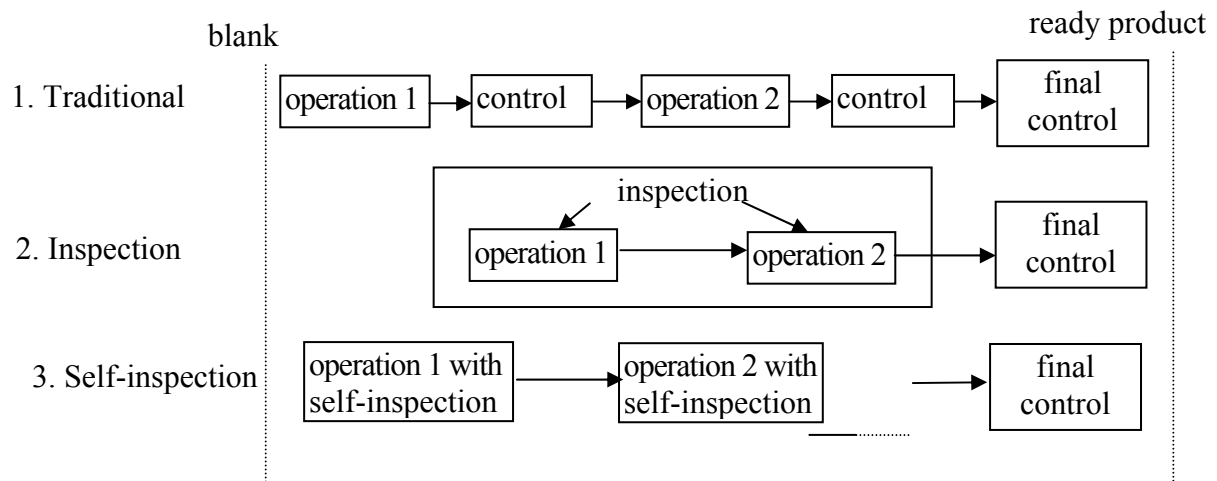 blank
ready product
1. Traditional
operation 1
control
operation 2
control
final
control
inspection
2. Inspection
operation 1
operation 2
final
control
3. Self-inspection
operation 1 with
self-inspection
operation 2 with
self-inspection
final
control